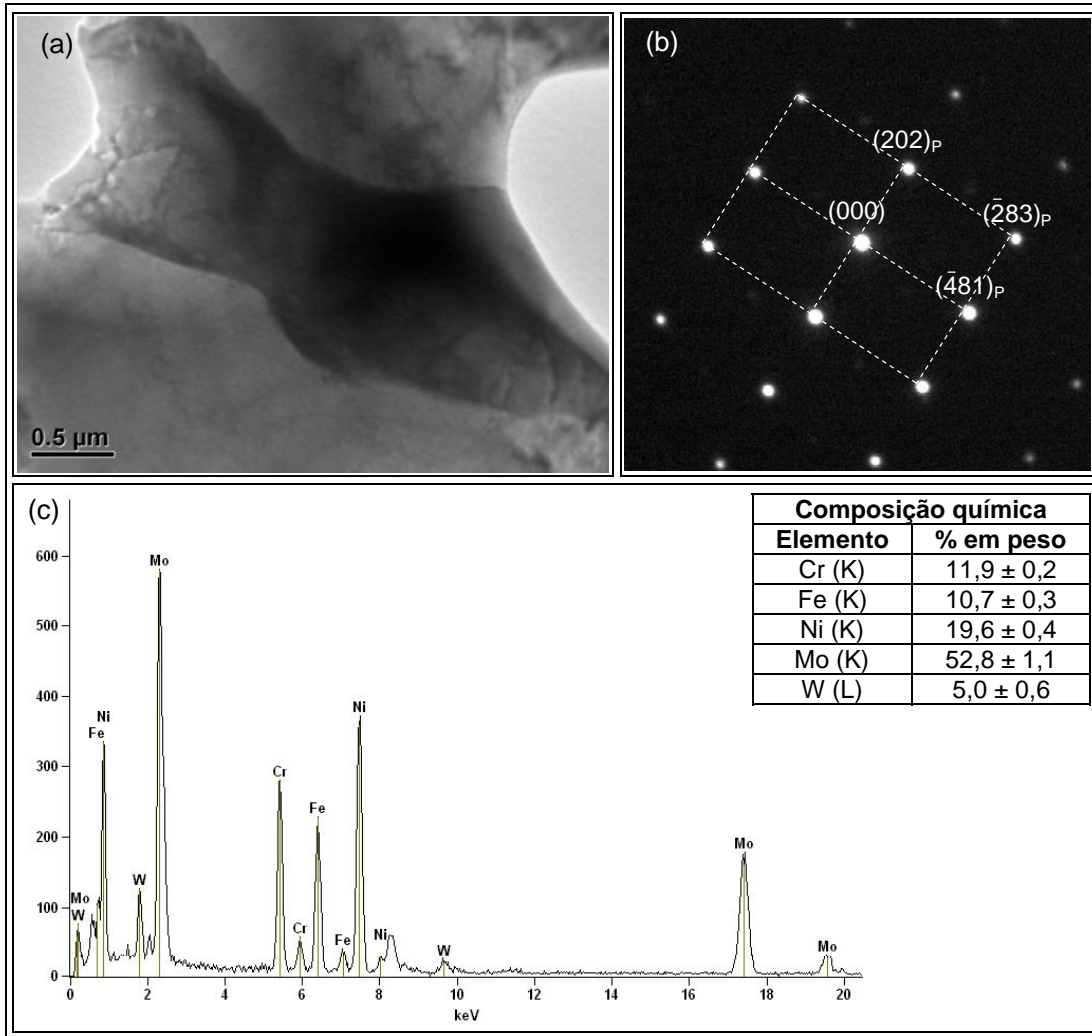 (a)
0.5 µm
(b)
(202)P
(000)
(2̄83)P
(4̄81)P
(c)
Composição química
Elemento % em peso
Cr (K) 11,9 ± 0,2
Fe (K) 10,7 ± 0,3
Ni (K) 19,6 ± 0,4
Mo (K) 52,8 ± 1,1
W (L) 5,0 ± 0,6
600
500
400
300
200
100
0
Mo
W
Fe
Ni
W
Mo
Cr
Cr
Fe
Fe
Ni
Ni
W
Mo
Mo
0 2 4 6 8 10 12 14 16 18 20
keV